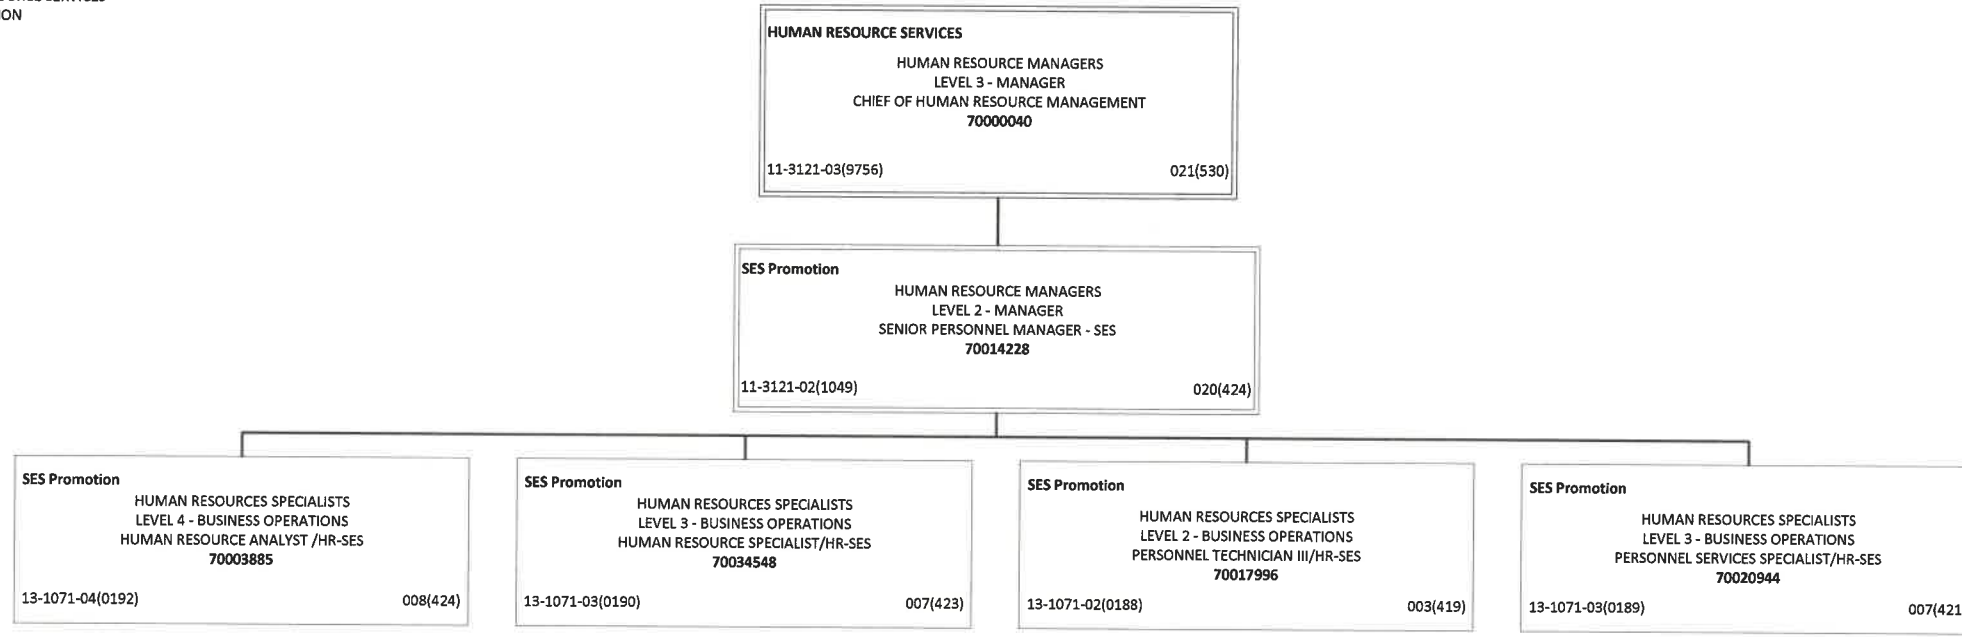 ION
HUMAN RESOURCE SERVICES
HUMAN RESOURCE MANAGERS
LEVEL 3 - MANAGER
CHIEF OF HUMAN RESOURCE MANAGEMENT
70000040
11-3121-03(9756) 021(530)
SES Promotion
HUMAN RESOURCE MANAGERS
LEVEL 2 - MANAGER
SENIOR PERSONNEL MANAGER - SES
70014228
11-3121-02(1049) 020(424)
SES Promotion
HUMAN RESOURCES SPECIALISTS
LEVEL 4 - BUSINESS OPERATIONS
HUMAN RESOURCE ANALYST /HR-SES
70003885
13-1071-04(0192) 008(424)
SES Promotion
HUMAN RESOURCES SPECIALISTS
LEVEL 3 - BUSINESS OPERATIONS
HUMAN RESOURCE SPECIALIST/HR-SES
70034548
13-1071-03(0190) 007(423)
SES Promotion
HUMAN RESOURCES SPECIALISTS
LEVEL 2 - BUSINESS OPERATIONS
PERSONNEL TECHNICIAN III/HR-SES
70017996
13-1071-02(0188) 003(419)
SES Promotion
HUMAN RESOURCES SPECIALISTS
LEVEL 3 - BUSINESS OPERATIONS
PERSONNEL SERVICES SPECIALIST/HR-SES
70020944
13-1071-03(0189) 007(421